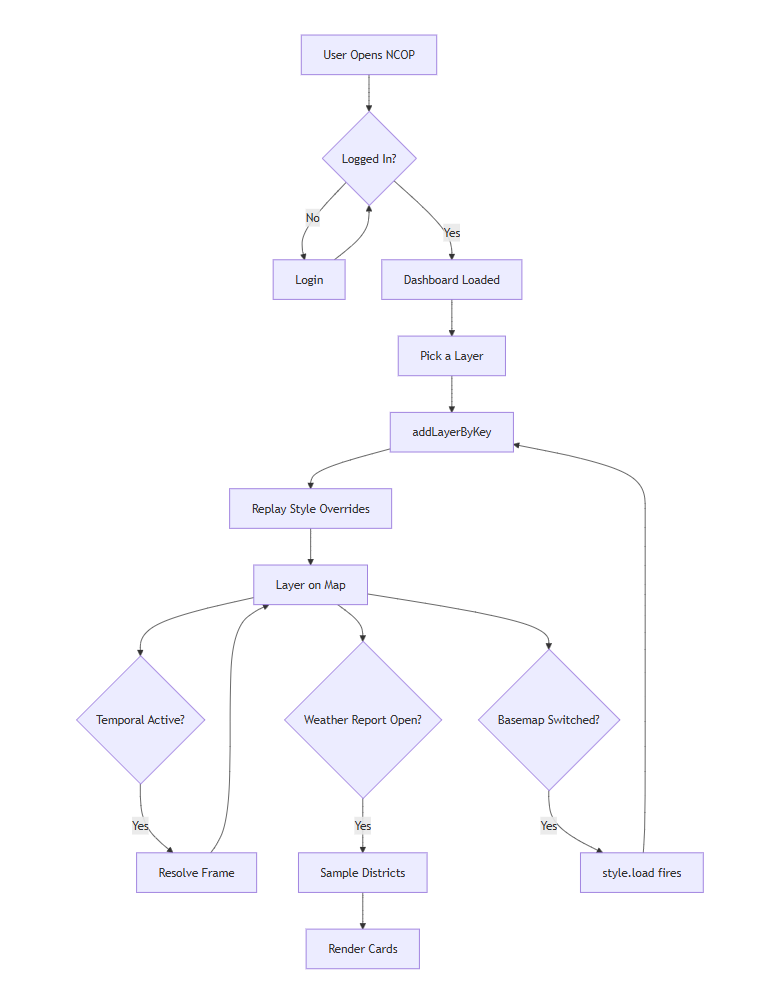 User Opens NCOP
Logged In?
No
Yes
Login
Dashboard Loaded
Pick a Layer
addLayerByKey
Replay Style Overrides
Layer on Map
Temporal Active?
Weather Report Open?
Basemap Switched?
Yes
Yes
Yes
Resolve Frame
Sample Districts
style.load fires
Render Cards